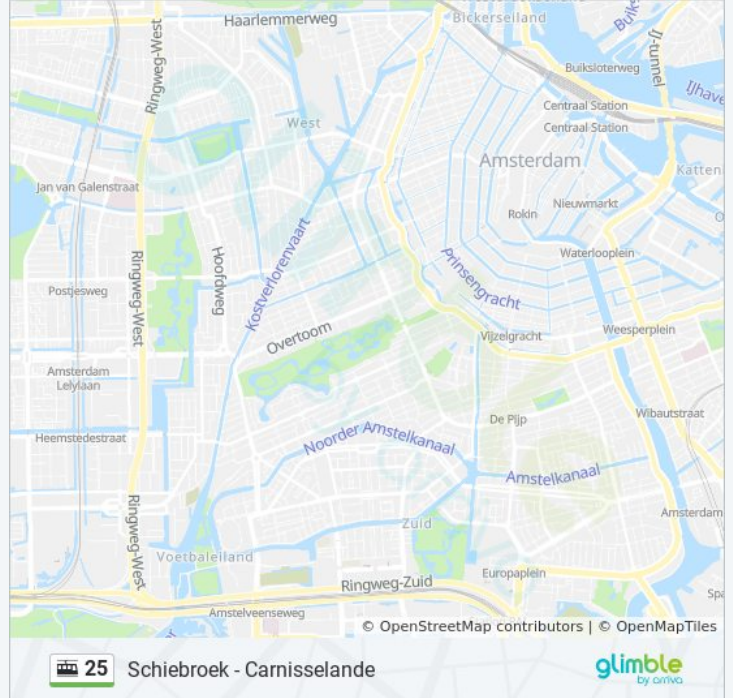 Haarlemmerweg
Bickerseiland
Ringweg-West
IJ-tunnel
Buiksloterweg
IJhave
Centraal Station
West
Centraal Station
Amsterdam
Katten
Jan van Galenstraat
Nieuwmarkt
Rokin
Kostverlorenvaart
Hoofdweg
Waterlooplein
Prinsengracht
Ringweg-West
Postjesweg
Overtoom
Vijzelgracht
Weesperplein
Amsterdam
Lelylaan
De Pijp
Wibautstraat
Heemstedestraat
Noorder Amstelkanaal
Amstelkanaal
Ringweg-West
Amsterdam
Zuid
Voetbaleiland
Europaplein
Ringweg-Zuid
Spa
Amstelveenseweg
© OpenStreetMap contributors | © OpenMapTiles
25 Schiebroek - Carnisselande
glimble
by arriva